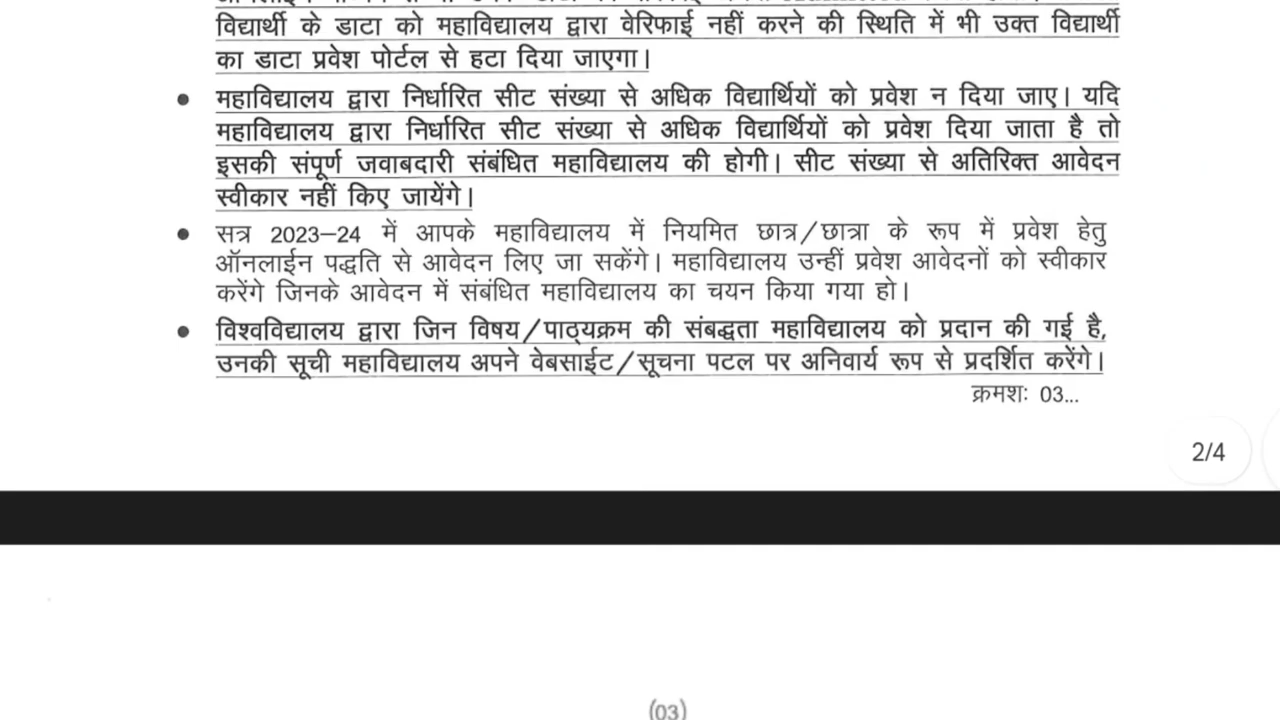 विद्यार्थी के डाटा को महाविद्यालय द्वारा वेरिफाई नहीं करने की स्थिति में भी उक्त विद्यार्थी
का डाटा प्रवेश पोर्टल से हटा दिया जाएगा।
● महाविद्यालय द्वारा निर्धारित सीट संख्या से अधिक विद्यार्थियों को प्रवेश न दिया जाए। यदि
महाविद्यालय द्वारा निर्धारित सीट संख्या से अधिक विद्यार्थियों को प्रवेश दिया जाता है तो
इसकी संपूर्ण जवाबदारी संबंधित महाविद्यालय की होगी। सीट संख्या से अतिरिक्त आवेदन
स्वीकार नहीं किए जायेंगे।
● सत्र 2023–24 में आपके महाविद्यालय में नियमित छात्र/छात्रा के रूप में प्रवेश हेतु
ऑनलाईन पद्धति से आवेदन लिए जा सकेंगे। महाविद्यालय उन्हीं प्रवेश आवेदनों को स्वीकार
करेंगे जिनके आवेदन में संबंधित महाविद्यालय का चयन किया गया हो।
● विश्वविद्यालय द्वारा जिन विषय/पाठ्यक्रम की संबद्धता महाविद्यालय को प्रदान की गई है,
उनकी सूची महाविद्यालय अपने वेबसाईट/सूचना पटल पर अनिवार्य रूप से प्रदर्शित करेंगे।
क्रमशः 03...
2/4
(03)